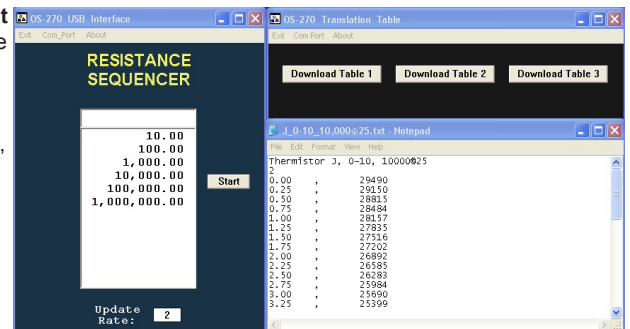 t
e
,
OS-270 USB Interface
Exit Com_Port About
RESISTANCE
SEQUENCER
10.00
100.00
1,000.00
10,000.00
100,000.00
1,000,000.00
Start
Update
Rate: 2
OS-270 Translation Table
Exit Com Port About
Download Table 1 Download Table 2 Download Table 3
J_0-10_10,000@25.txt - Notepad
File Edit Format View Help
Thermistor J, 0-10, 10000@25
2
0.00 , 29490
0.25 , 29150
0.50 , 28815
0.75 , 28484
1.00 , 28157
1.25 , 27835
1.50 , 27516
1.75 , 27202
2.00 , 26892
2.25 , 26585
2.50 , 26283
2.75 , 25984
3.00 , 25690
3.25 , 25399